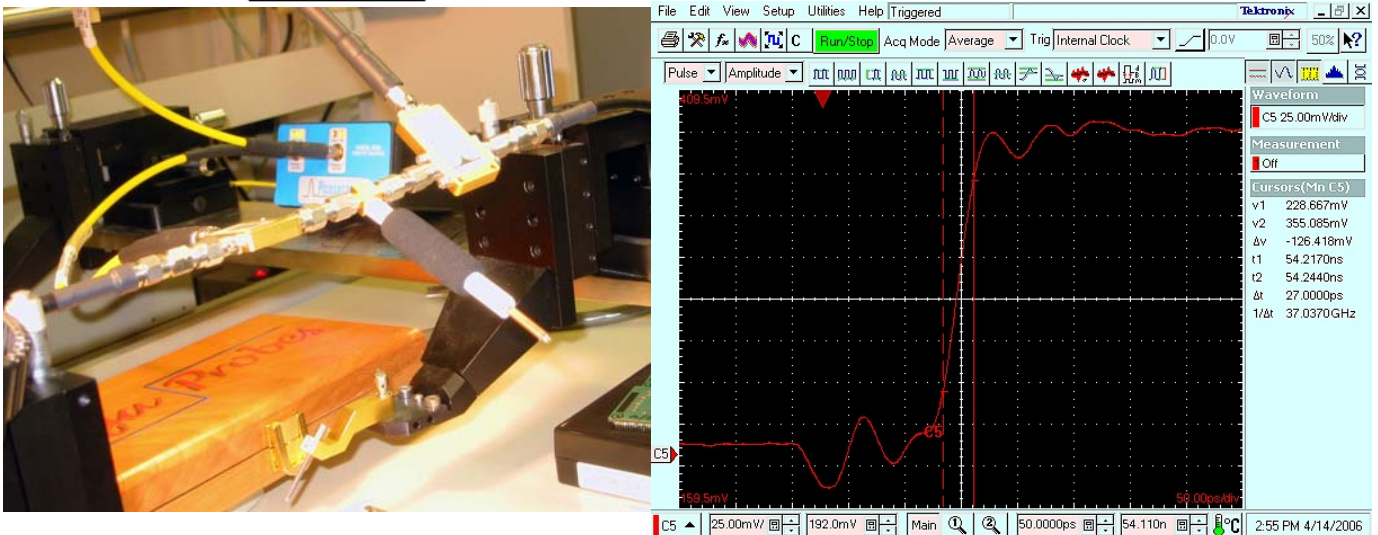 Probes
File Edit View Setup Utilities Help Triggered Tektronix
C Run/Stop Acq Mode Average Trig Internal Clock 0.0V 50%
Pulse Amplitude
409.5mV
Waveform
C5 25.00mV/div
Measurement
1 Off
Cursors(Mn C5)
v1 228.667mV
v2 355.085mV
Δv -126.418mV
t1 54.2170ns
t2 54.2440ns
Δt 27.0000ps
1/Δt 37.0370GHz
C5
C5
159.5mV 50.00ps/div
C5 25.00mV/ 192.0mV Main 1 2 50.0000ps 54.110n °C 2:55 PM 4/14/2006